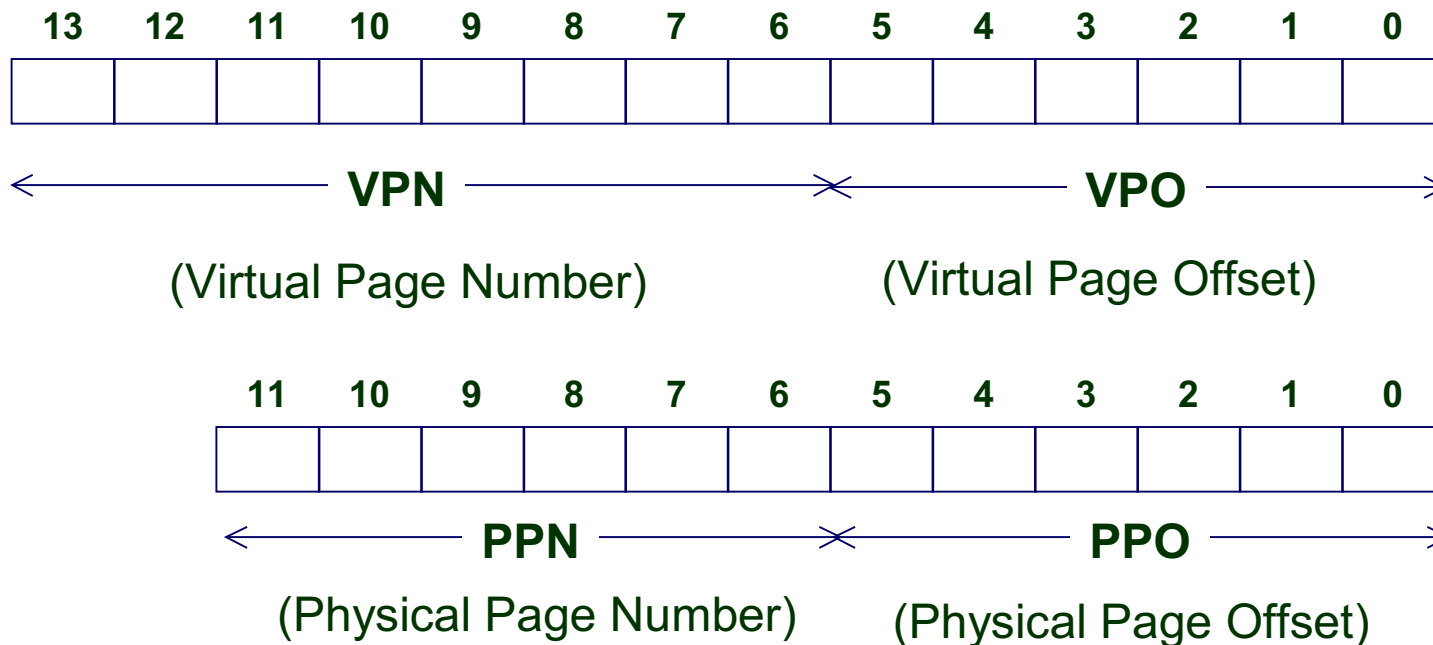 13 12 11 10 9 8 7 6 5 4 3 2 1 0
VPN VPO
(Virtual Page Number) (Virtual Page Offset)
11 10 9 8 7 6 5 4 3 2 1 0
PPN PPO
(Physical Page Number) (Physical Page Offset)